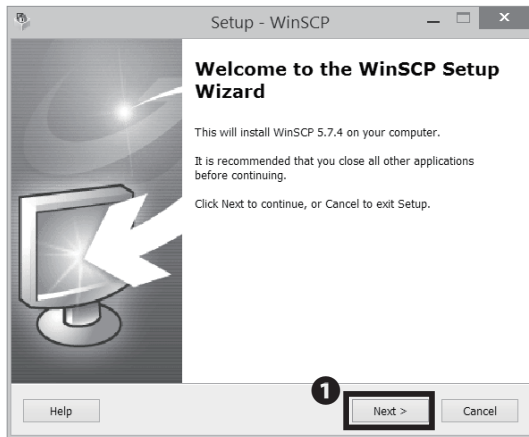 Setup - WinSCP
Welcome to the WinSCP Setup
Wizard
This will install WinSCP 5.7.4 on your computer.
It is recommended that you close all other applications
before continuing.
Click Next to continue, or Cancel to exit Setup.
1
Help
Next >
Cancel